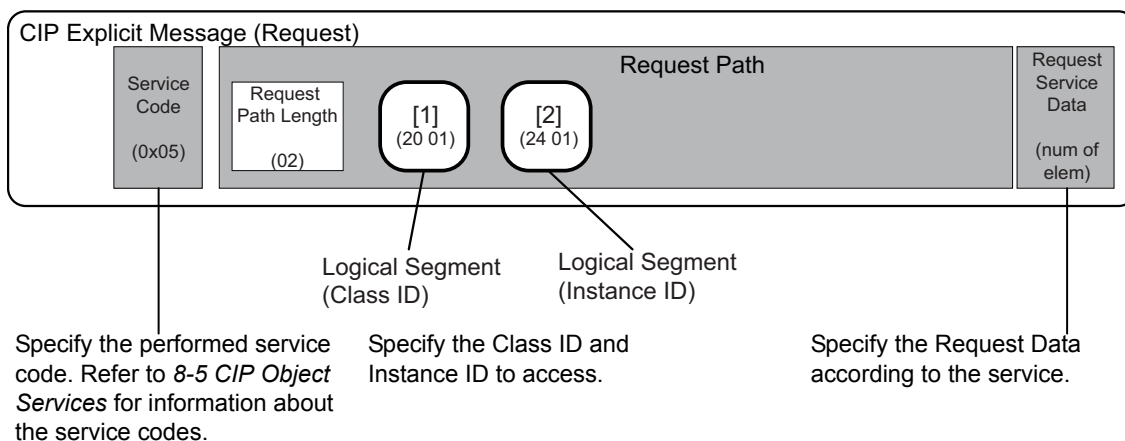 CIP Explicit Message (Request)
Service
Code
(0x05)
Request Path
Request
Path Length
(02)
[1]
(20 01)
[2]
(24 01)
Request
Service
Data
(num of
elem)
Logical Segment
(Class ID)
Logical Segment
(Instance ID)
Specify the performed service
code. Refer to 8-5 CIP Object
Services for information about
the service codes.
Specify the Class ID and
Instance ID to access.
Specify the Request Data
according to the service.